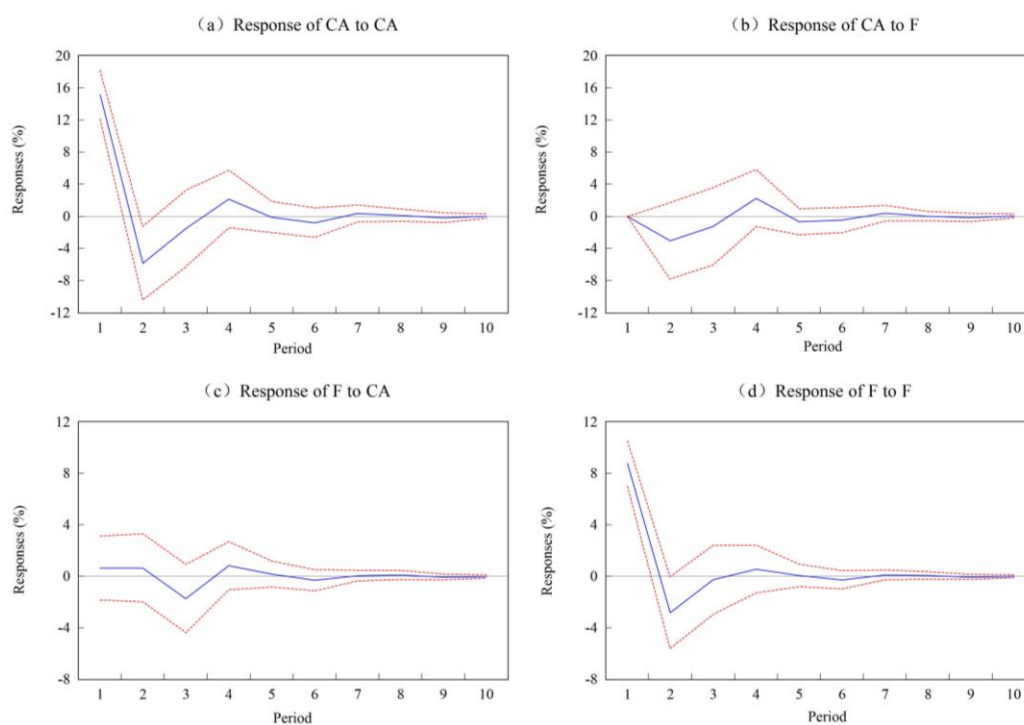 （a）Response of CA to CA
（b）Response of CA to F
20
16
12
8
4
0
-4
-8
-12
Responses (%)
1 2 3 4 5 6 7 8 9 10
Period
20
16
12
8
4
0
-4
-8
-12
Responses (%)
1 2 3 4 5 6 7 8 9 10
Period
（c）Response of F to CA
（d）Response of F to F
12
8
4
0
-4
-8
Responses (%)
1 2 3 4 5 6 7 8 9 10
Period
12
8
4
0
-4
-8
Responses (%)
1 2 3 4 5 6 7 8 9 10
Period